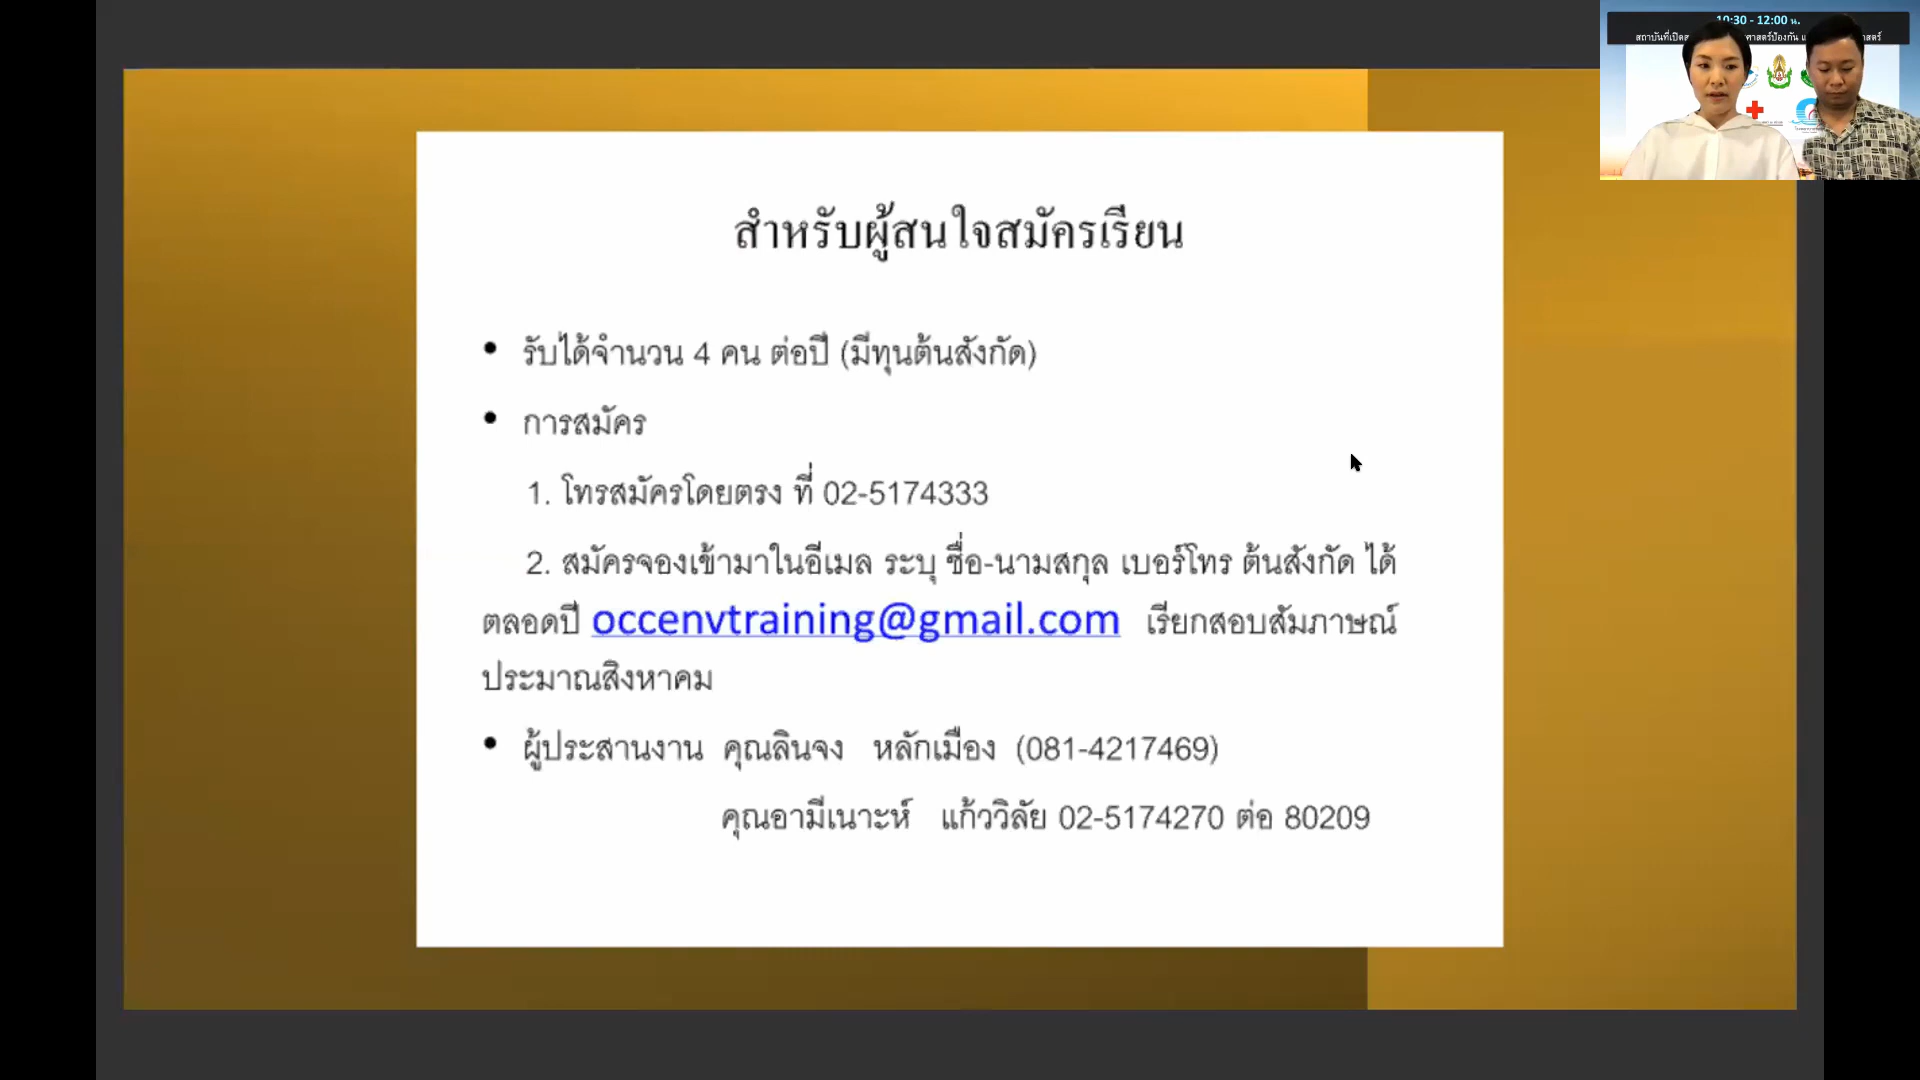 10:30 - 12:00 น.
สำหรับผู้สนใจสมัครเรียน
• รับได้จำนวน 4 คน ต่อปี (มีทุนต้นสังกัด)
• การสมัคร
1. โทรสมัครโดยตรง ที่ 02-5174333
2. สมัครจองเข้ามาในอีเมล ระบุ ชื่อ-นามสกุล เบอร์โทร ต้นสังกัด ได้
ตลอดปี occenvtraining@gmail.com เรียกสอบสัมภาษณ์
ประมาณสิงหาคม
• ผู้ประสานงาน คุณลินจง หลักเมือง (081-4217469)
คุณอามีเนาะห์ แก้ววิลัย 02-5174270 ต่อ 80209